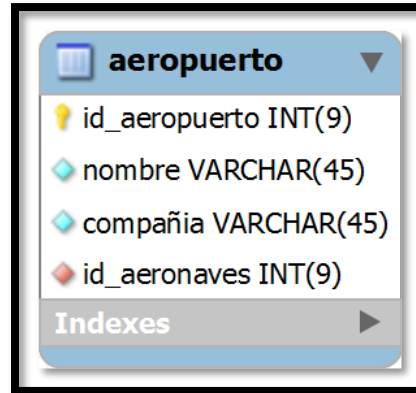 aeropuerto
id_aeropuerto INT(9)
nombre VARCHAR(45)
compañia VARCHAR(45)
id_aeronaves INT(9)
Indexes